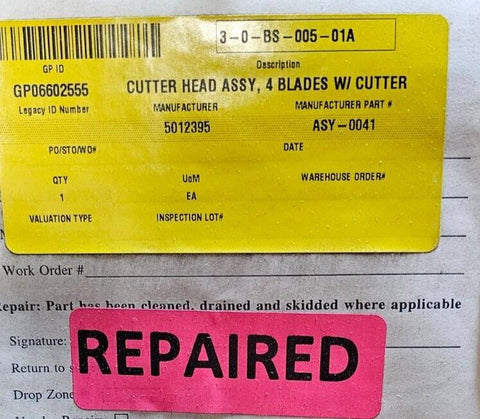 3-0-BS-005-01A
GP ID
Description
GP06602555
CUTTER HEAD ASSY, 4 BLADES W/ CUTTER
Legacy ID Number
MANUFACTURER
MANUFACTURER PART #
5012395
ASY-0041
PO/STO/WO#
DATE
QTY
UoM
WAREHOUSE ORDER#
1
EA
VALUATION TYPE
INSPECTION LOT#
Work Order #
Repair: Part has been cleaned, drained and skidded where applicable
Signature:
REPAIRED
Return to
Drop Zone